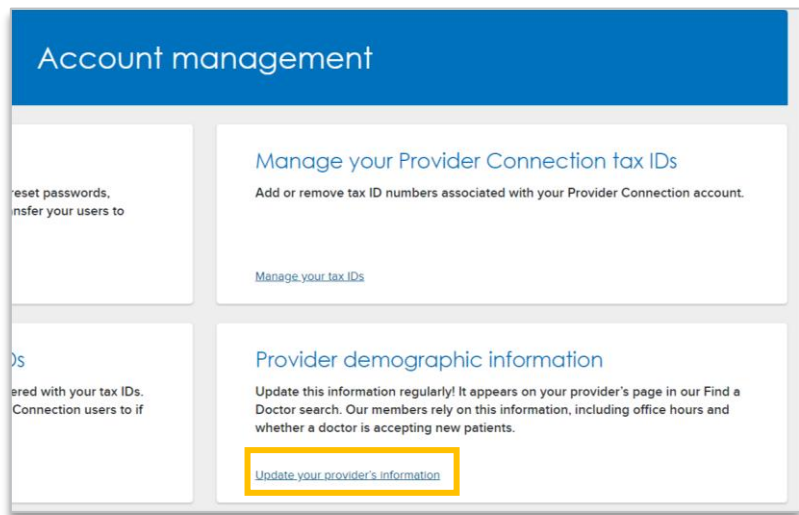 Account management
reset passwords,
nsfer your users to
Manage your Provider Connection tax IDs
Add or remove tax ID numbers associated with your Provider Connection account.
Manage your tax IDs
Ds
ered with your tax IDs.
Connection users to if
Provider demographic information
Update this information regularly! It appears on your provider's page in our Find a
Doctor search. Our members rely on this information, including office hours and
whether a doctor is accepting new patients.
Update your provider's information